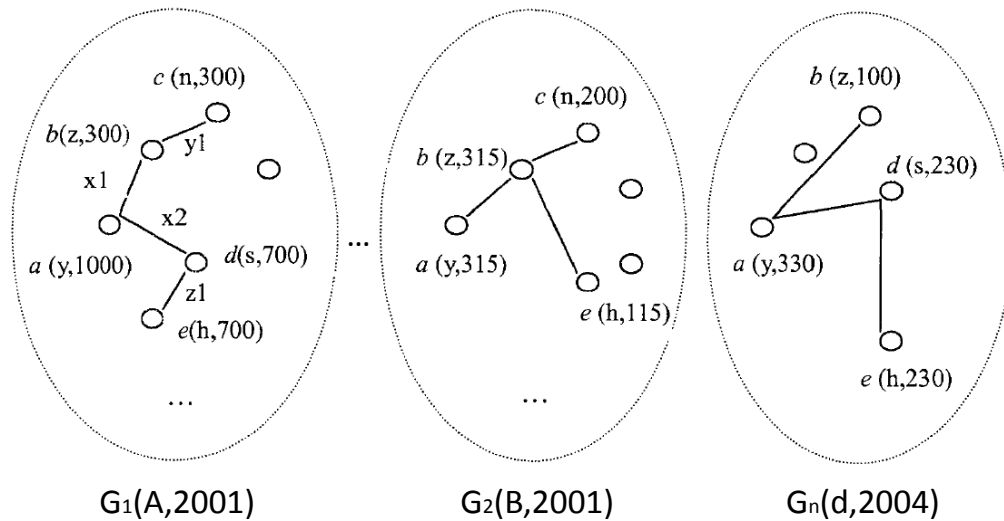 c (n,300)
b(z,300)
y1
x1
x2
a (y,1000)
d(s,700)
z1
e(h,700)
...
G1(A,2001)
...
c (n,200)
b (z,315)
a (y,315)
e (h,115)
...
G2(B,2001)
b (z,100)
d (s,230)
a (y,330)
e (h,230)
Gn(d,2004)